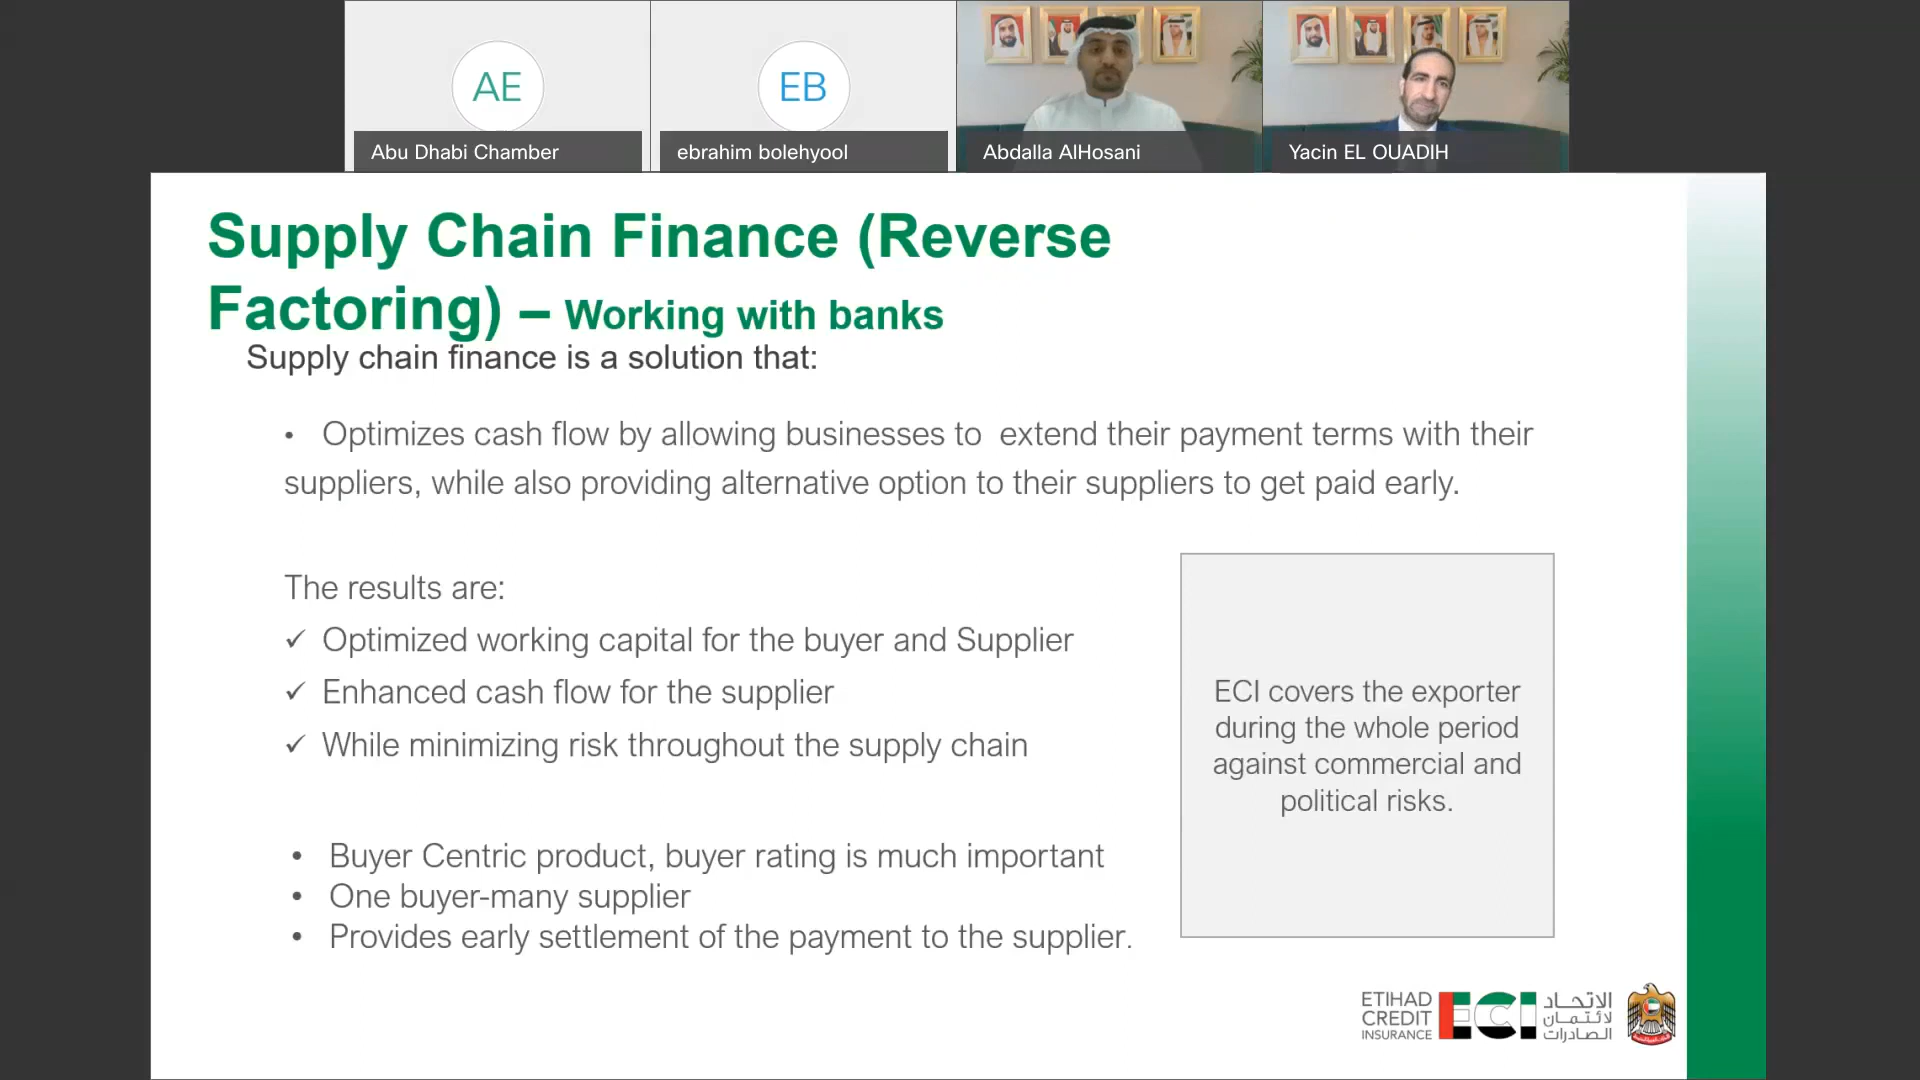 AE
EB
Abu Dhabi Chamber
ebrahim bolehyool
Abdalla AlHosani
Yacin EL OUADIH
Supply Chain Finance (Reverse
Factoring) – Working with banks
Supply chain finance is a solution that:
• Optimizes cash flow by allowing businesses to  extend their payment terms with their
suppliers, while also providing alternative option to their suppliers to get paid early.
The results are:
✓ Optimized working capital for the buyer and Supplier
✓ Enhanced cash flow for the supplier
✓ While minimizing risk throughout the supply chain
• Buyer Centric product, buyer rating is much important
• One buyer-many supplier
• Provides early settlement of the payment to the supplier.
ECI covers the exporter
during the whole period
against commercial and
political risks.
ETIHAD
CREDIT
INSURANCE
ECI
الاتحاد
لائتمان
الصادرات